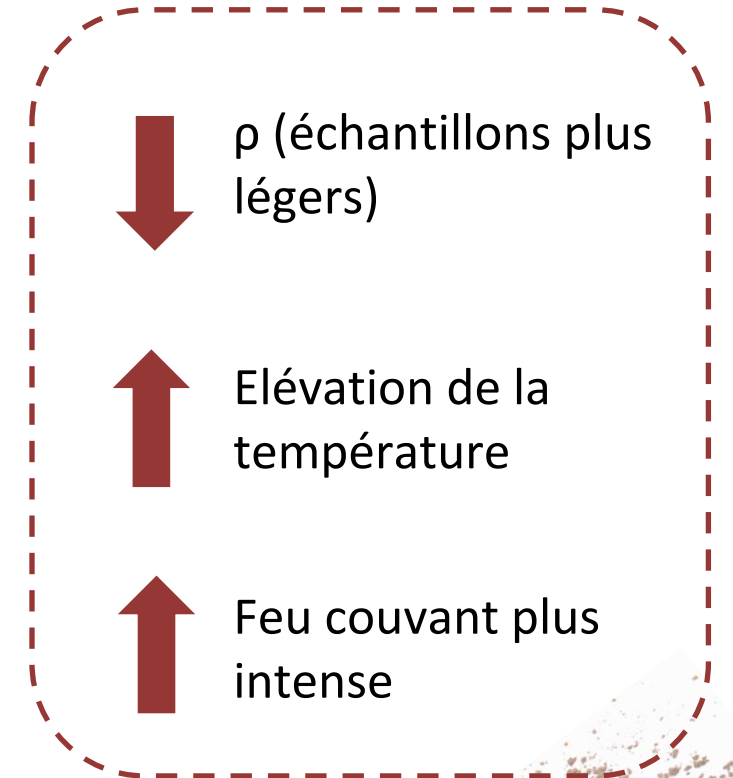 ρ (échantillons plus
légers)
Elévation de la
température
Feu couvant plus
intense